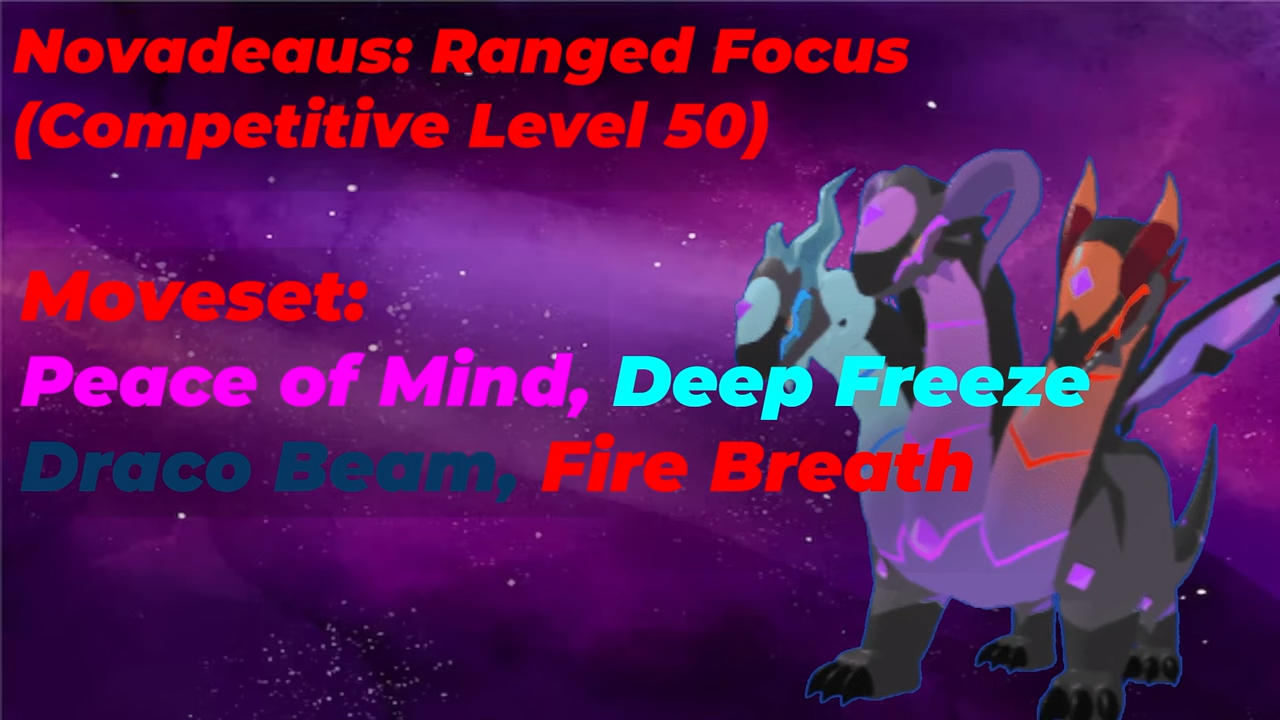 Novadeaus: Ranged Focus
(Competitive Level 50)
Moveset:
Peace of Mind, Deep Freeze
Draco Beam, Fire Breath